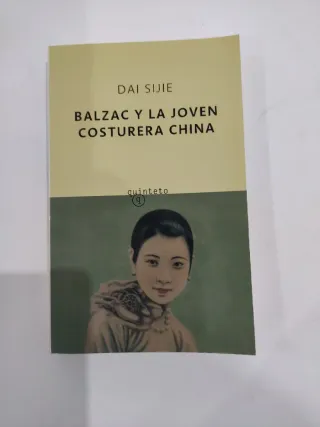 DAI SIJIE
BALZAC Y LA JOVEN
COSTURERA CHINA
quinteto
q